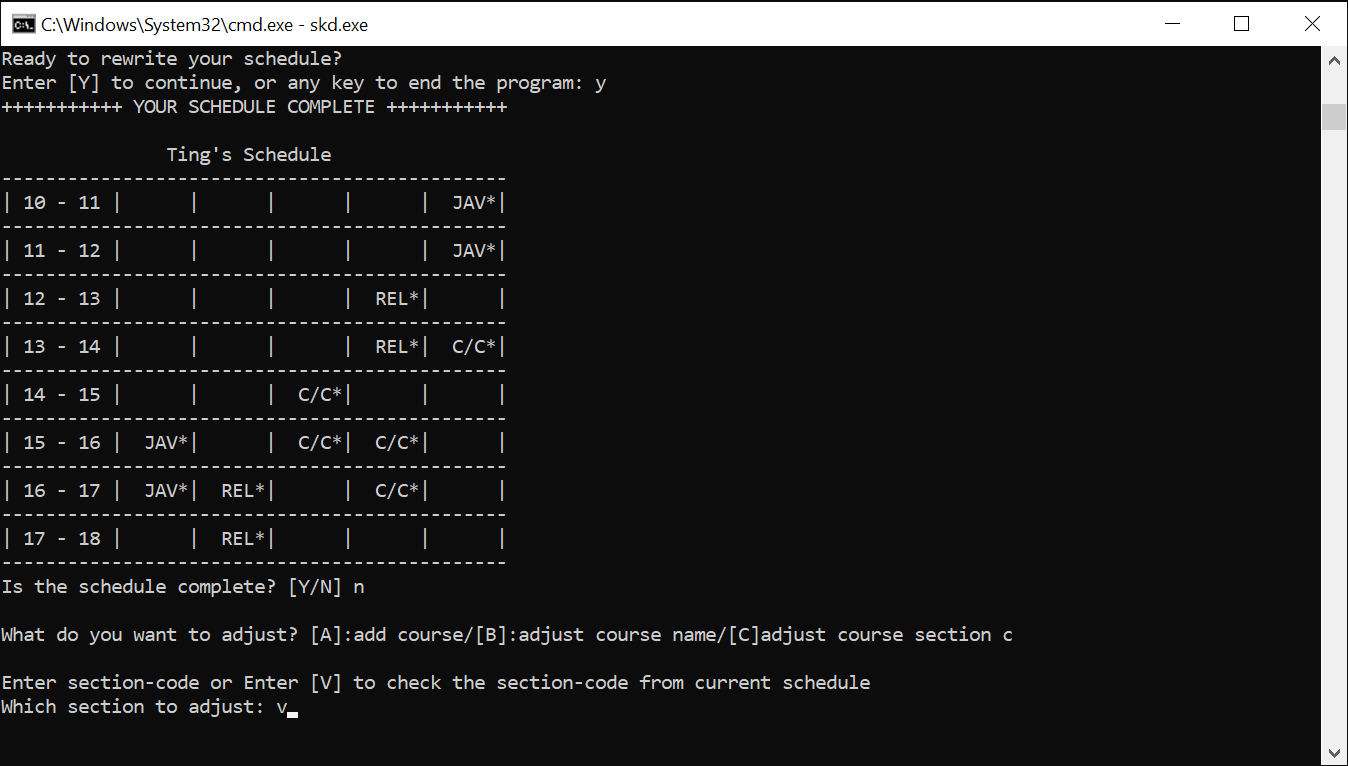 C:\Windows\System32\cmd.exe - skd.exe
Ready to rewrite your schedule?
Enter [Y] to continue, or any key to end the program: y
+++++++++++ YOUR SCHEDULE COMPLETE +++++++++++
               Ting's Schedule
----------------------------------------------
| 10 - 11 |      |      |      |      |  JAV*|
----------------------------------------------
| 11 - 12 |      |      |      |      |  JAV*|
----------------------------------------------
| 12 - 13 |      |      |      |  REL*|      |
----------------------------------------------
| 13 - 14 |      |      |      |  REL*|  C/C*|
----------------------------------------------
| 14 - 15 |      |      |  C/C*|      |      |
----------------------------------------------
| 15 - 16 |  JAV*|      |  C/C*|  C/C*|      |
----------------------------------------------
| 16 - 17 |  JAV*|  REL*|      |  C/C*|      |
----------------------------------------------
| 17 - 18 |      |  REL*|      |      |      |
----------------------------------------------
Is the schedule complete? [Y/N] n
What do you want to adjust? [A]:add course/[B]:adjust course name/[C]adjust course section c
Enter section-code or Enter [V] to check the section-code from current schedule
Which section to adjust: v